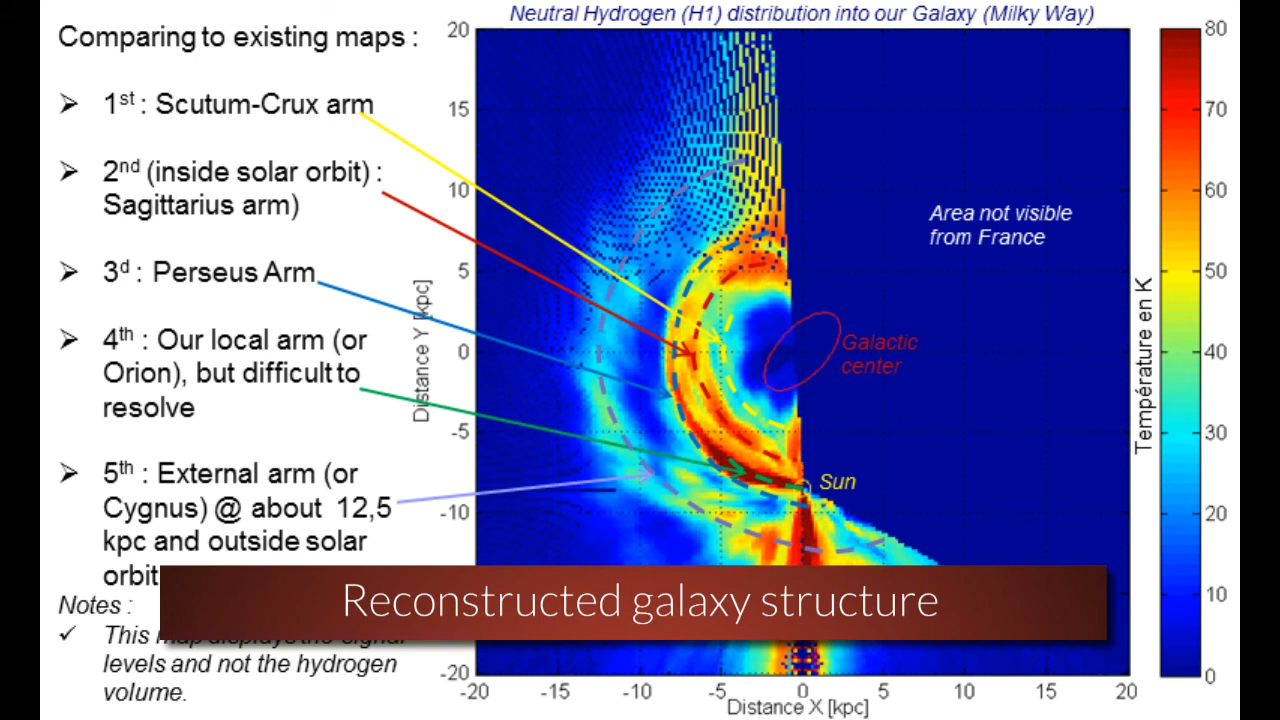 Neutral Hydrogen (H1) distribution into our Galaxy (Milky Way)
Comparing to existing maps :
➢ 1st : Scutum-Crux arm
➢ 2nd (inside solar orbit) :
Sagittarius arm)
➢ 3d : Perseus Arm
➢ 4th : Our local arm (or
Orion), but difficult to
resolve
➢ 5th : External arm (or
Cygnus) @ about 12,5
kpc and outside solar
orbit
Notes :
✓ This map displays the signal
levels and not the hydrogen
volume.
Reconstructed galaxy structure
20
15
10
5
0
-5
-10
-20
Distance Y [kpc]
-20 -15 -10 -5 0 5 10 15 20
Distance X [kpc]
Area not visible
from France
Galactic
center
Sun
80
70
60
50
40
30
20
10
0
Température en K